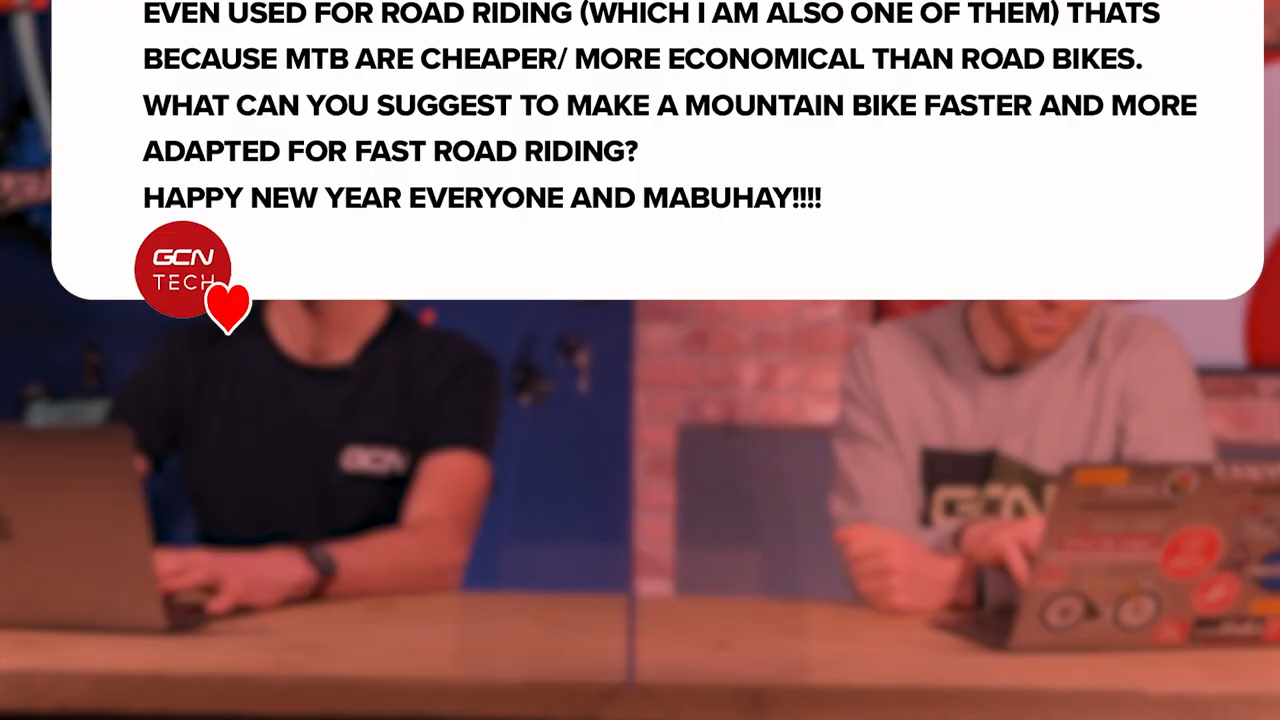 EVEN USED FOR ROAD RIDING (WHICH I AM ALSO ONE OF THEM) THATS
BECAUSE MTB ARE CHEAPER/ MORE ECONOMICAL THAN ROAD BIKES.
WHAT CAN YOU SUGGEST TO MAKE A MOUNTAIN BIKE FASTER AND MORE
ADAPTED FOR FAST ROAD RIDING?
HAPPY NEW YEAR EVERYONE AND MABUHAY!!!!
GCN
TECH
GCN
GCN